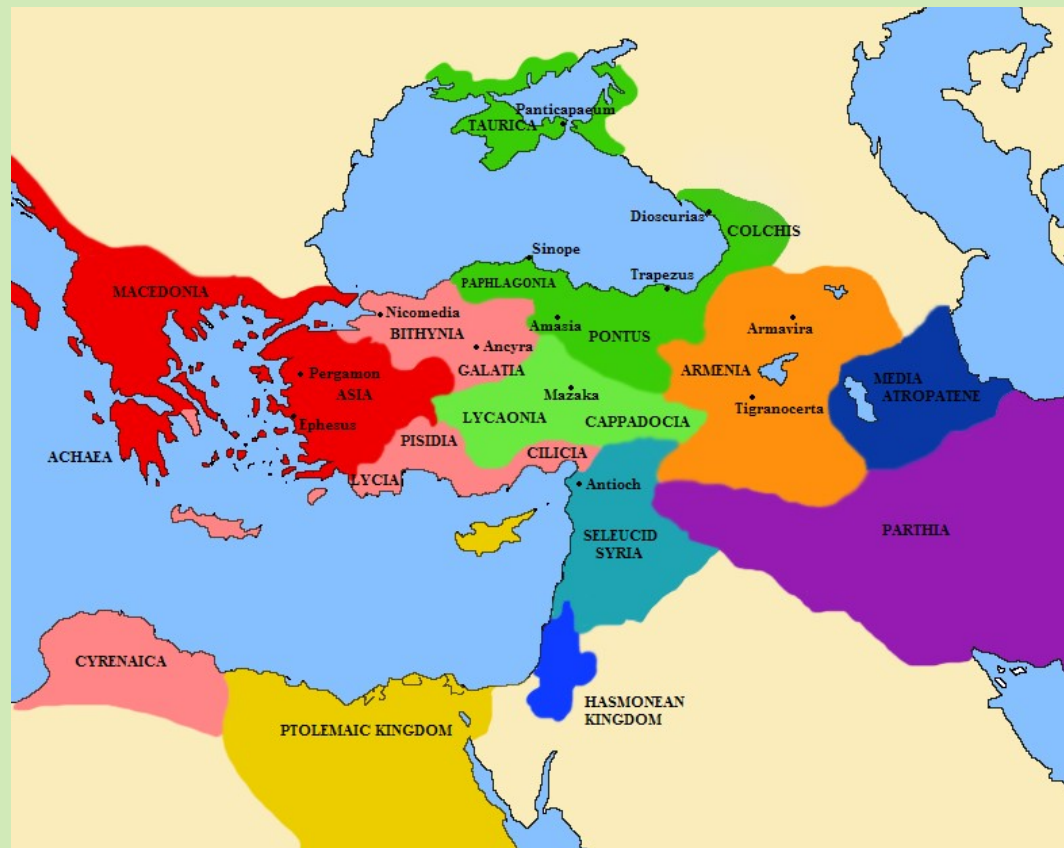 Panticapaeum
TAURICA
Dioscurias
COLCHIS
Sinope
Trapezus
PAPHLAGONIA
MACEDONIA
Nicomedia
BITHYNIA
Amasia
PONTUS
Armavira
Ancyra
GALATIA
ARMENIA
Pergamon
ASIA
MEDIA
ATROPATENE
Mazaka
Tigranocerta
LYCAONIA
CAPPADOCIA
Ephesus
PISIDIA
ACHAEA
CILICIA
LYCIA
Antioch
SELEUCID
SYRIA
PARTHIA
CYRENAICA
HASMONEAN
KINGDOM
PTOLEMAIC KINGDOM